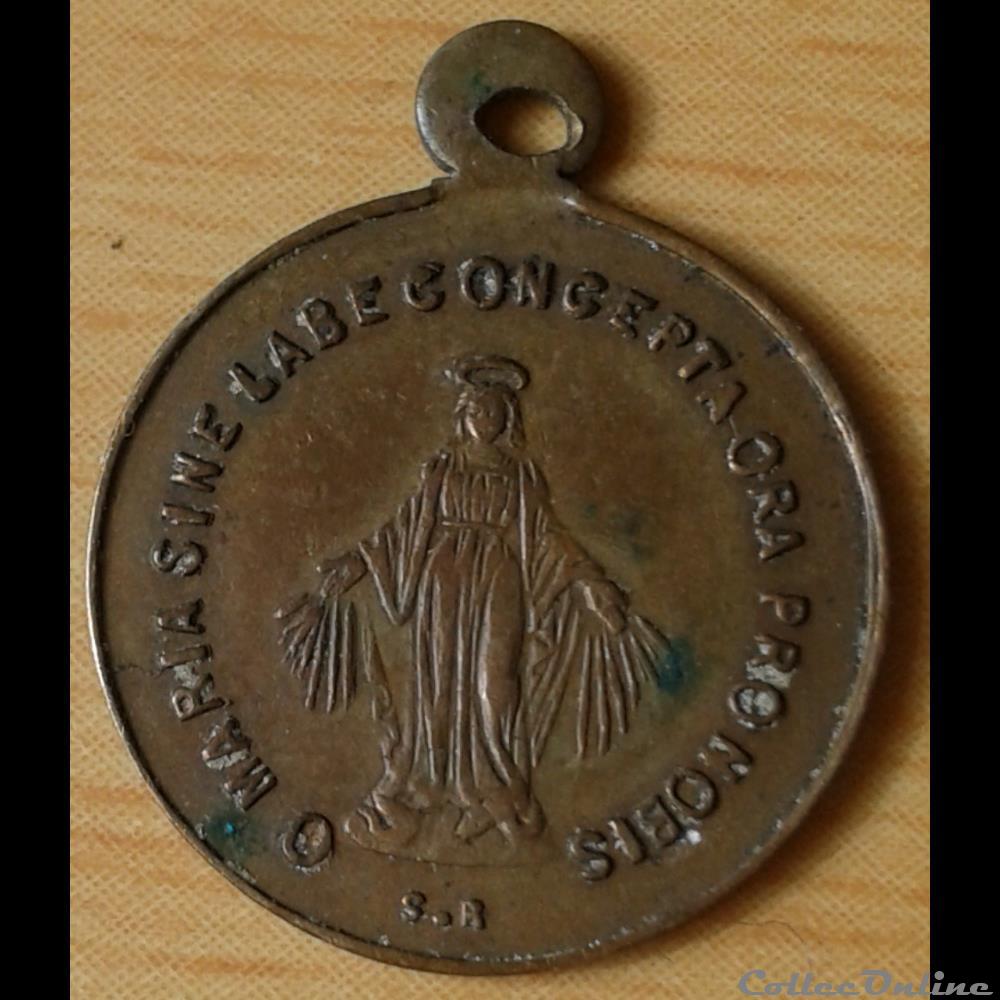 O MARIA SINE LABE CONCEPTA ORA PRO NOBIS
S.R
CollecOnline